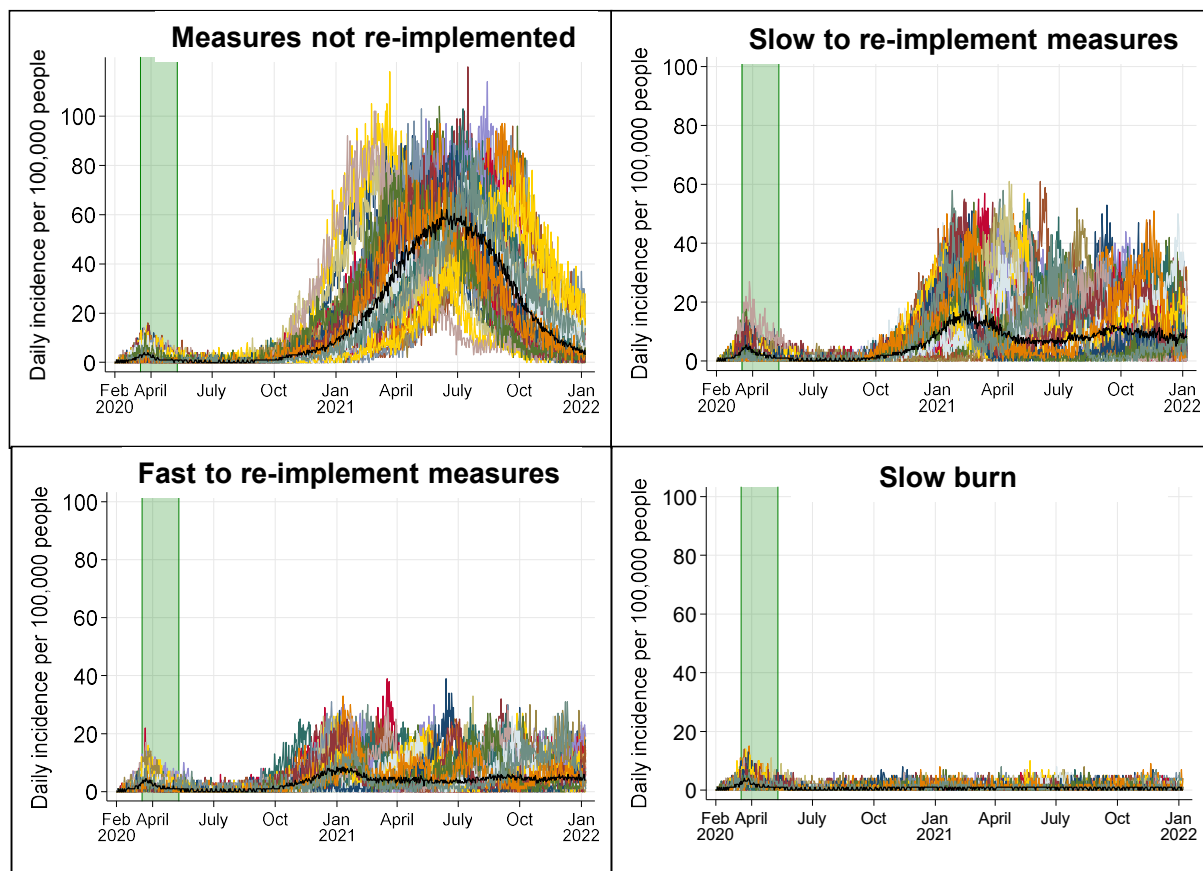 Measures not re-implemented
Daily incidence per 100,000 people
100
80
60
40
20
0
Feb April July Oct Jan April July Oct Jan
2020 2021 2022
Slow to re-implement measures
Daily incidence per 100,000 people
100
80
60
40
20
0
Feb April July Oct Jan April July Oct Jan
2020 2021 2022
Fast to re-implement measures
Daily incidence per 100,000 people
100
80
60
40
20
0
Feb April July Oct Jan April July Oct Jan
2020 2021 2022
Slow burn
Daily incidence per 100,000 people
100
80
60
40
20
0
Feb April July Oct Jan April July Oct Jan
2020 2021 2022